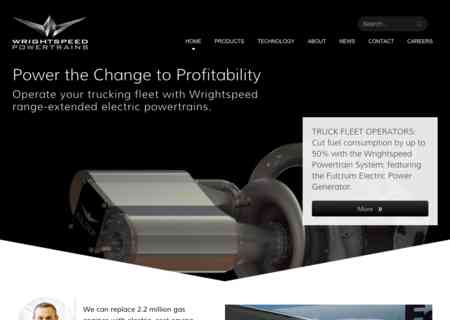 WRIGHTSPEED
POWERTRAINS
Search...
HOME PRODUCTS TECHNOLOGY ABOUT NEWS CONTACT CAREERS
Power the Change to Profitability
Operate your trucking fleet with Wrightspeed
range-extended electric powertrains.
TRUCK FLEET OPERATORS:
Cut fuel consumption by up to
50% with the Wrightspeed
Powertrain System; featuring
the Fulcrum Electric Power
Generator.
More »
We can replace 2.2 million gas